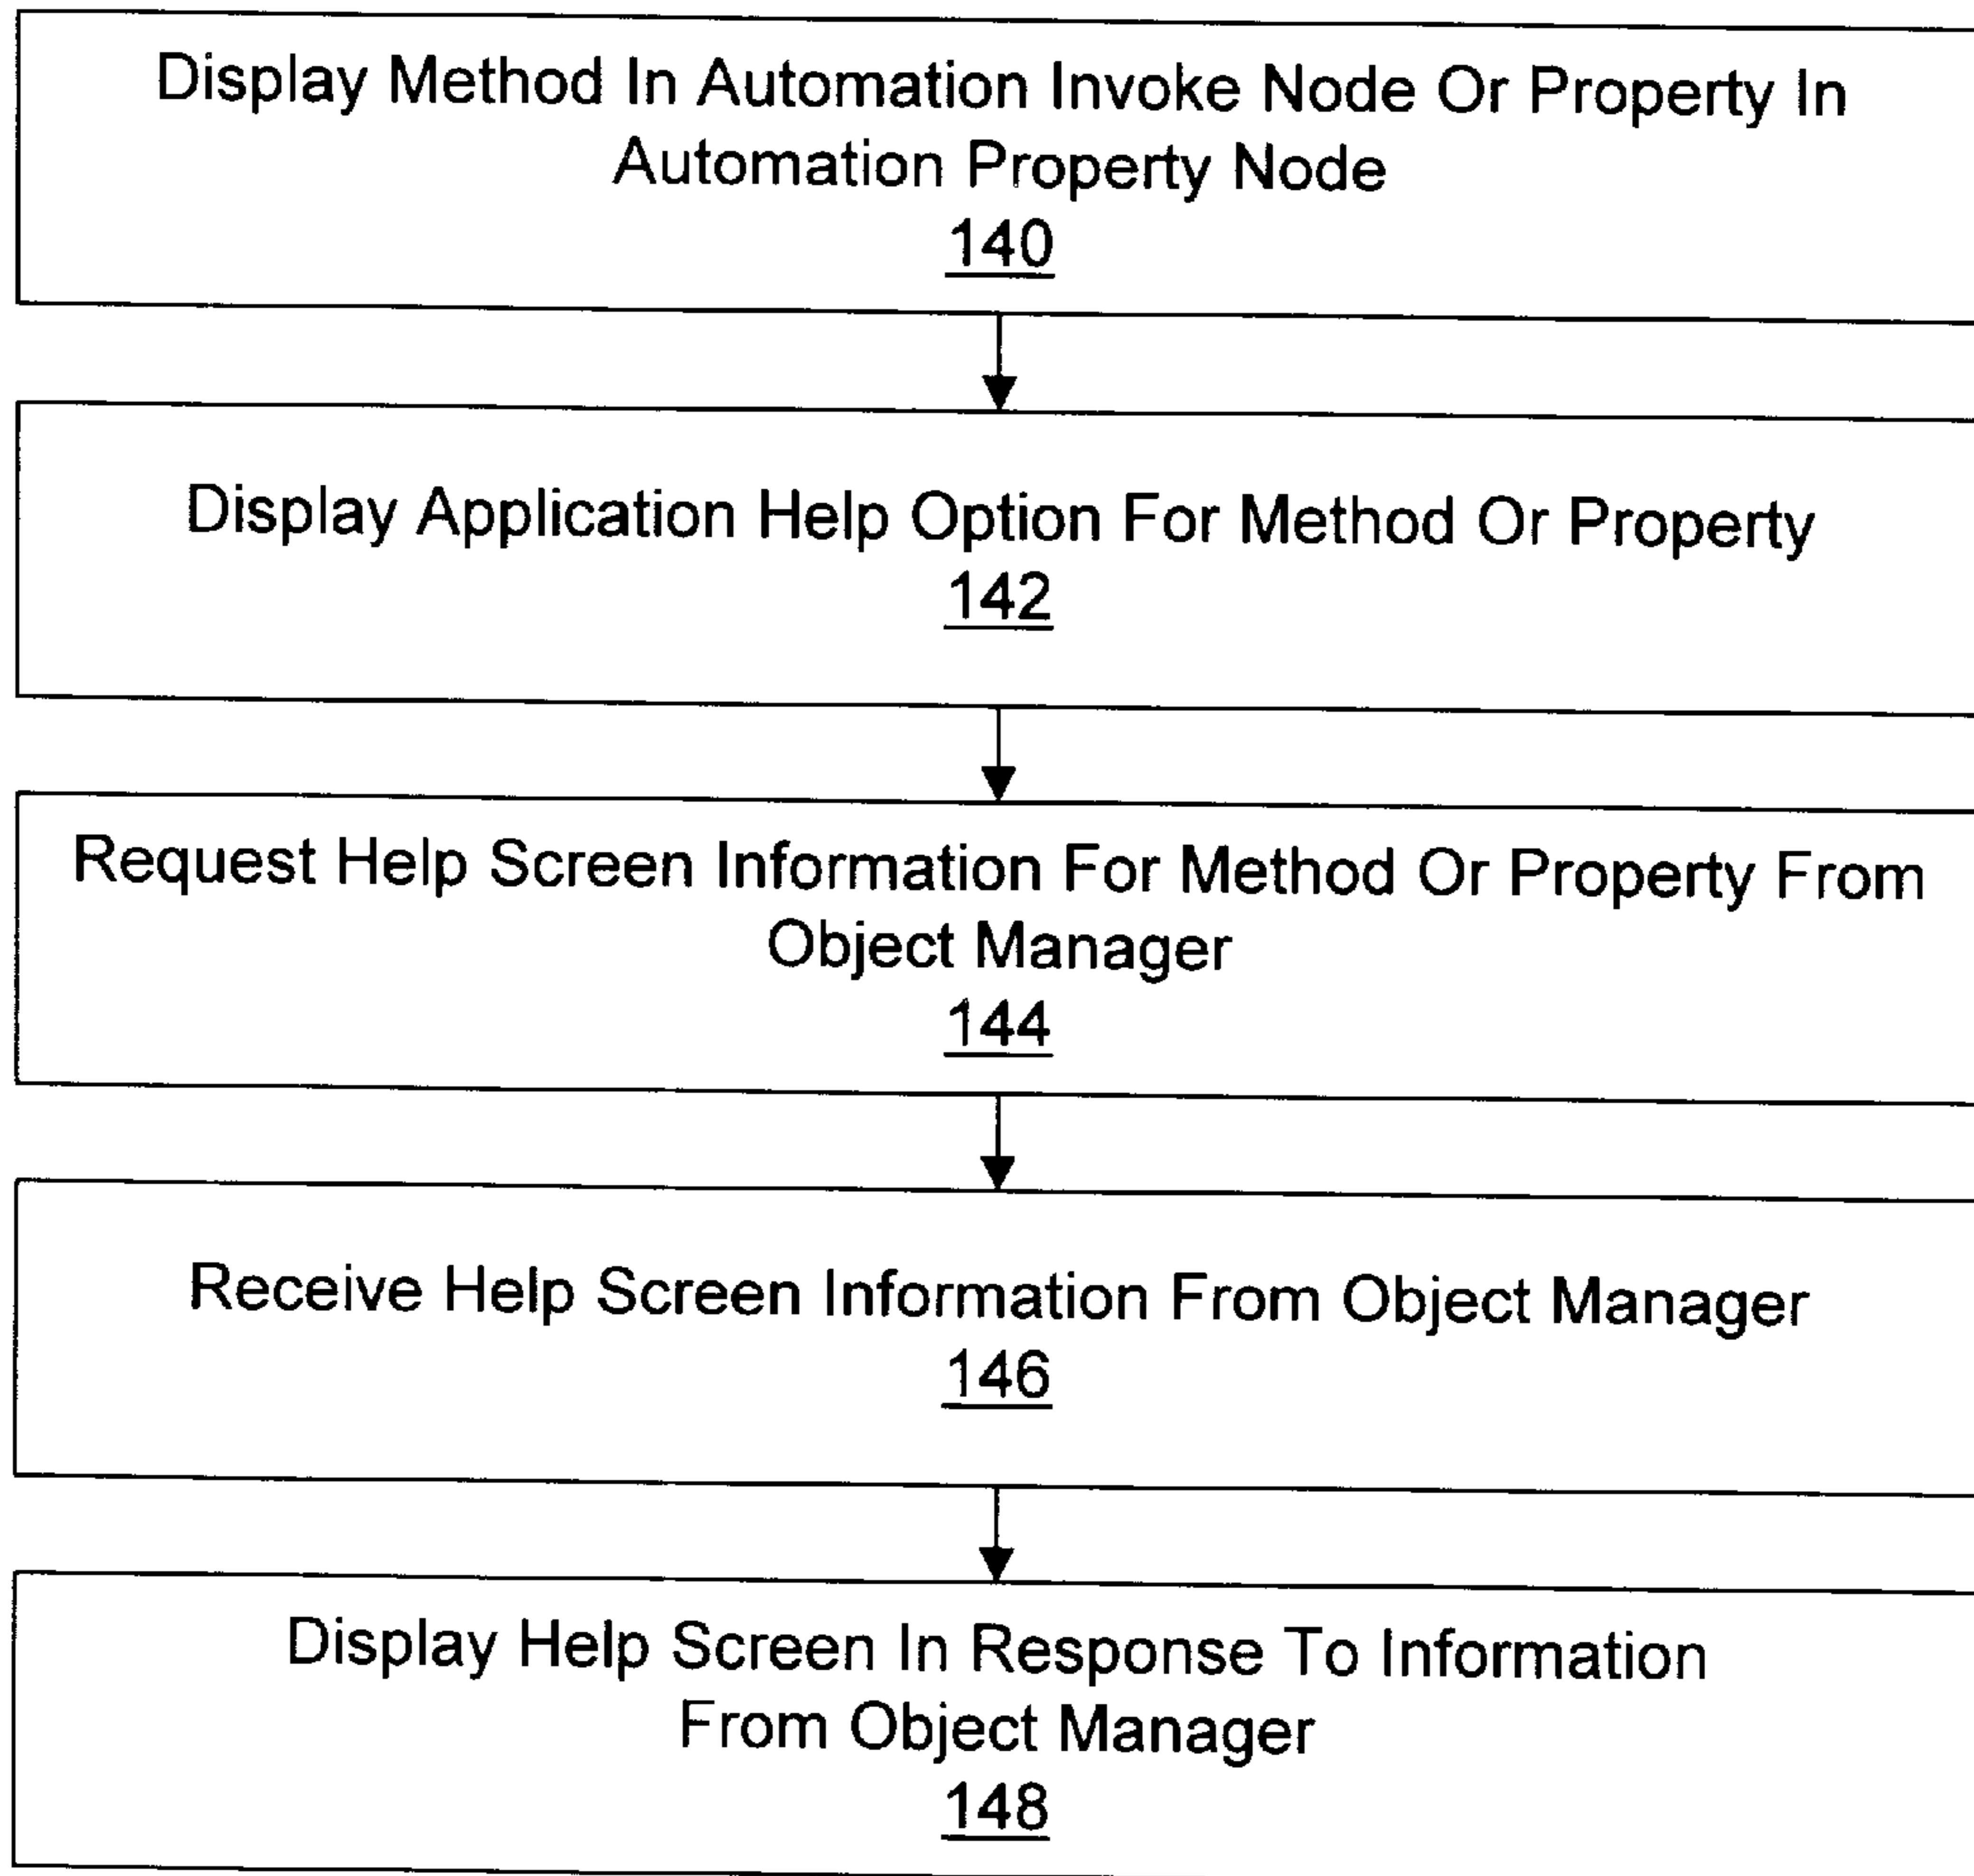 Display Method In Automation Invoke Node Or Property In
Automation Property Node
140
Display Application Help Option For Method Or Property
142
Request Help Screen Information For Method Or Property From
Object Manager
144
Receive Help Screen Information From Object Manager
146
Display Help Screen In Response To Information
From Object Manager
148